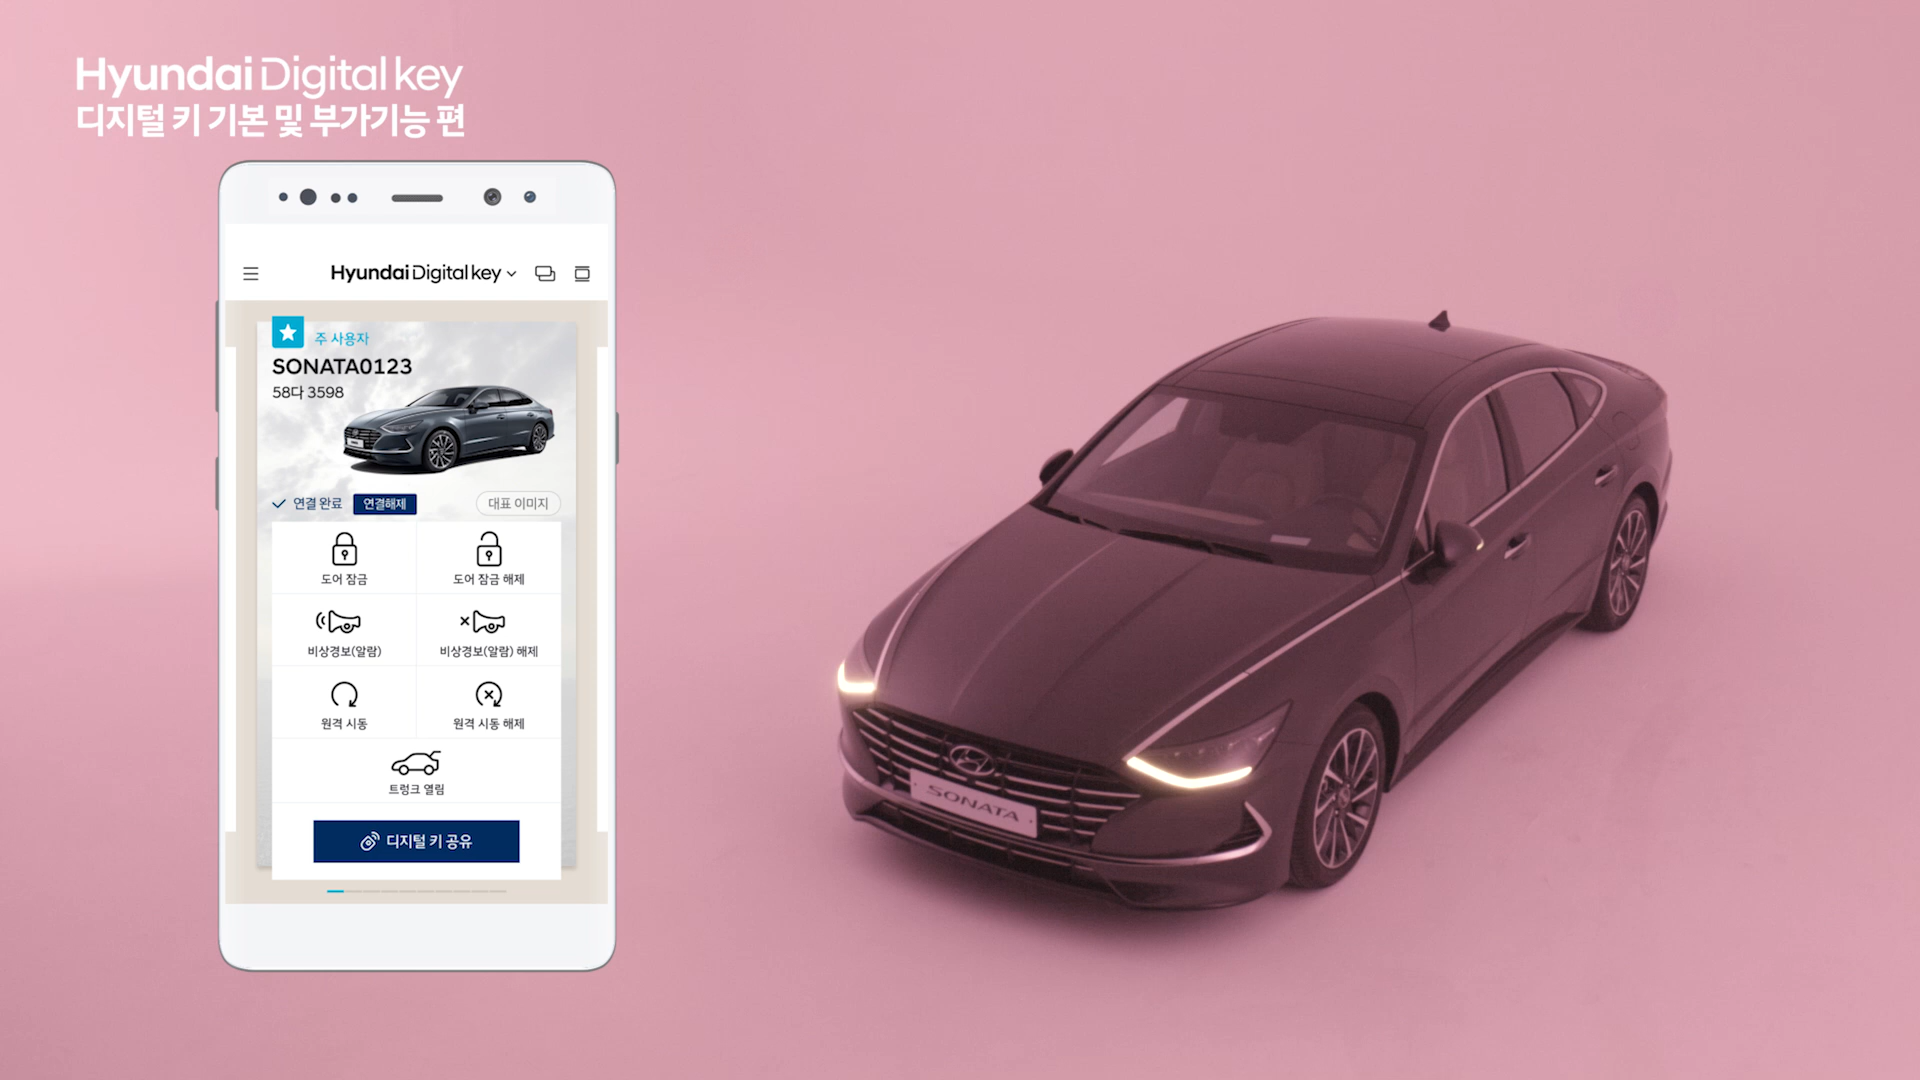 Hyundai Digital key
디지털 키 기본 및 부가기능 편
Hyundai Digital key
주 사용자
SONATA0123
58다 3598
연결 완료 연결해제 대표 이미지
도어 잠금 도어 잠금 해제
비상경보(알람) 비상경보(알람) 해제
원격 시동 원격 시동 해제
트렁크 열림
디지털 키 공유
SONATA